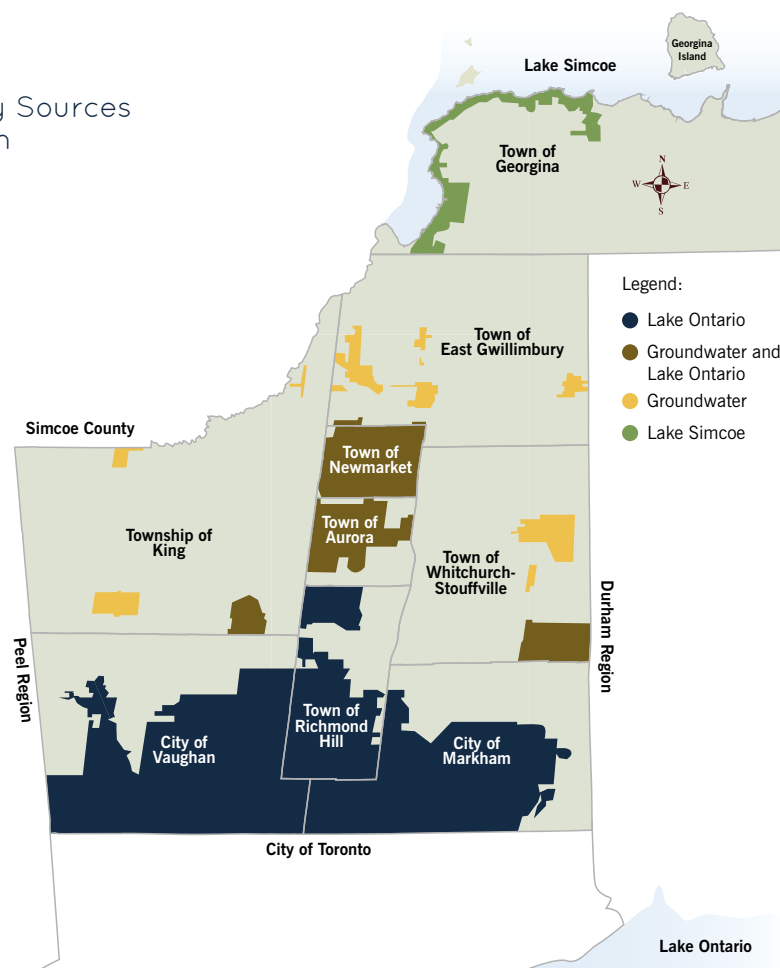 Sources
Georgina
Island
Lake Simcoe
Town of
Georgina
N
W E
S
Legend:
Lake Ontario
Groundwater and
Lake Ontario
Groundwater
Lake Simcoe
Town of
East Gwillimbury
Simcoe County
Town of
Newmarket
Township of
King
Town of
Aurora
Town of
Whitchurch-
Stouffville
Durham Region
Peel Region
Town of
Richmond
Hill
City of
Vaughan
City of
Markham
City of Toronto
Lake Ontario